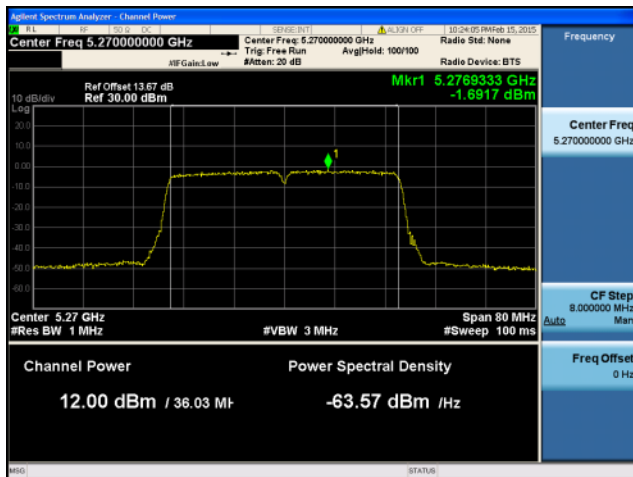 Agilent Spectrum Analyzer - Channel Power
RL RF 50 Ω DC SENSE:INT ALIGN OFF 10:24:05 PMFeb 15, 2015
Center Freq 5.270000000 GHz
Center Freq: 5.270000000 GHz
Radio Std: None
Trig: Free Run Avg|Hold: 100/100
#IFGain:Low #Atten: 20 dB Radio Device: BTS
Mkr1 5.2769333 GHz
-1.6917 dBm
Ref Offset 13.67 dB
10 dB/div Ref 30.00 dBm
Log
20.0
10.0
0.00
-10.0
-20.0
-30.0
-40.0
-50.0
-60.0
1
Center 5.27 GHz Span 80 MHz
#Res BW 1 MHz #VBW 3 MHz #Sweep 100 ms
Channel Power Power Spectral Density
12.00 dBm / 36.03 MH -63.57 dBm /Hz
MSG STATUS
Frequency
Center Freq
5.270000000 GHz
CF Step
8.000000 MHz
Auto Man
Freq Offset
0 Hz